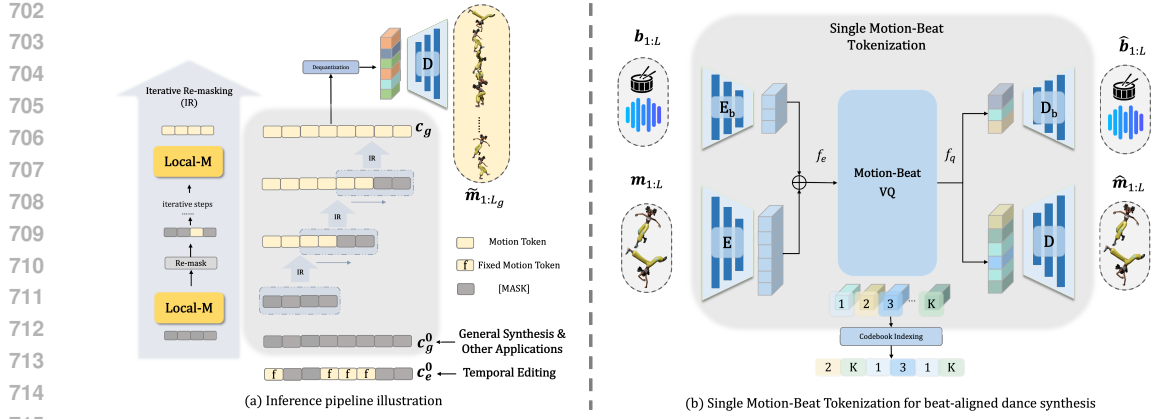 702
703
704
705
706
707
708
709
710
711
712
713
714
Iterative Re-masking
(IR)
Local-M
iterative steps
......
Re-mask
Local-M
Dequantization
D
c_g
IR
IR
IR
m̃_{1:L_g}
Motion Token
f Fixed Motion Token
[MASK]
c_g^0
General Synthesis &
Other Applications
f f f f
c_e^0
Temporal Editing
(a) Inference pipeline illustration
Single Motion-Beat
Tokenization
b_{1:L}
E_b
m_{1:L}
E
f_e
Motion-Beat
VQ
f_q
D_b
b̂_{1:L}
D
m̂_{1:L}
1 2 3 ... K
Codebook Indexing
2 K 1 3 1 K
(b) Single Motion-Beat Tokenization for beat-aligned dance synthesis